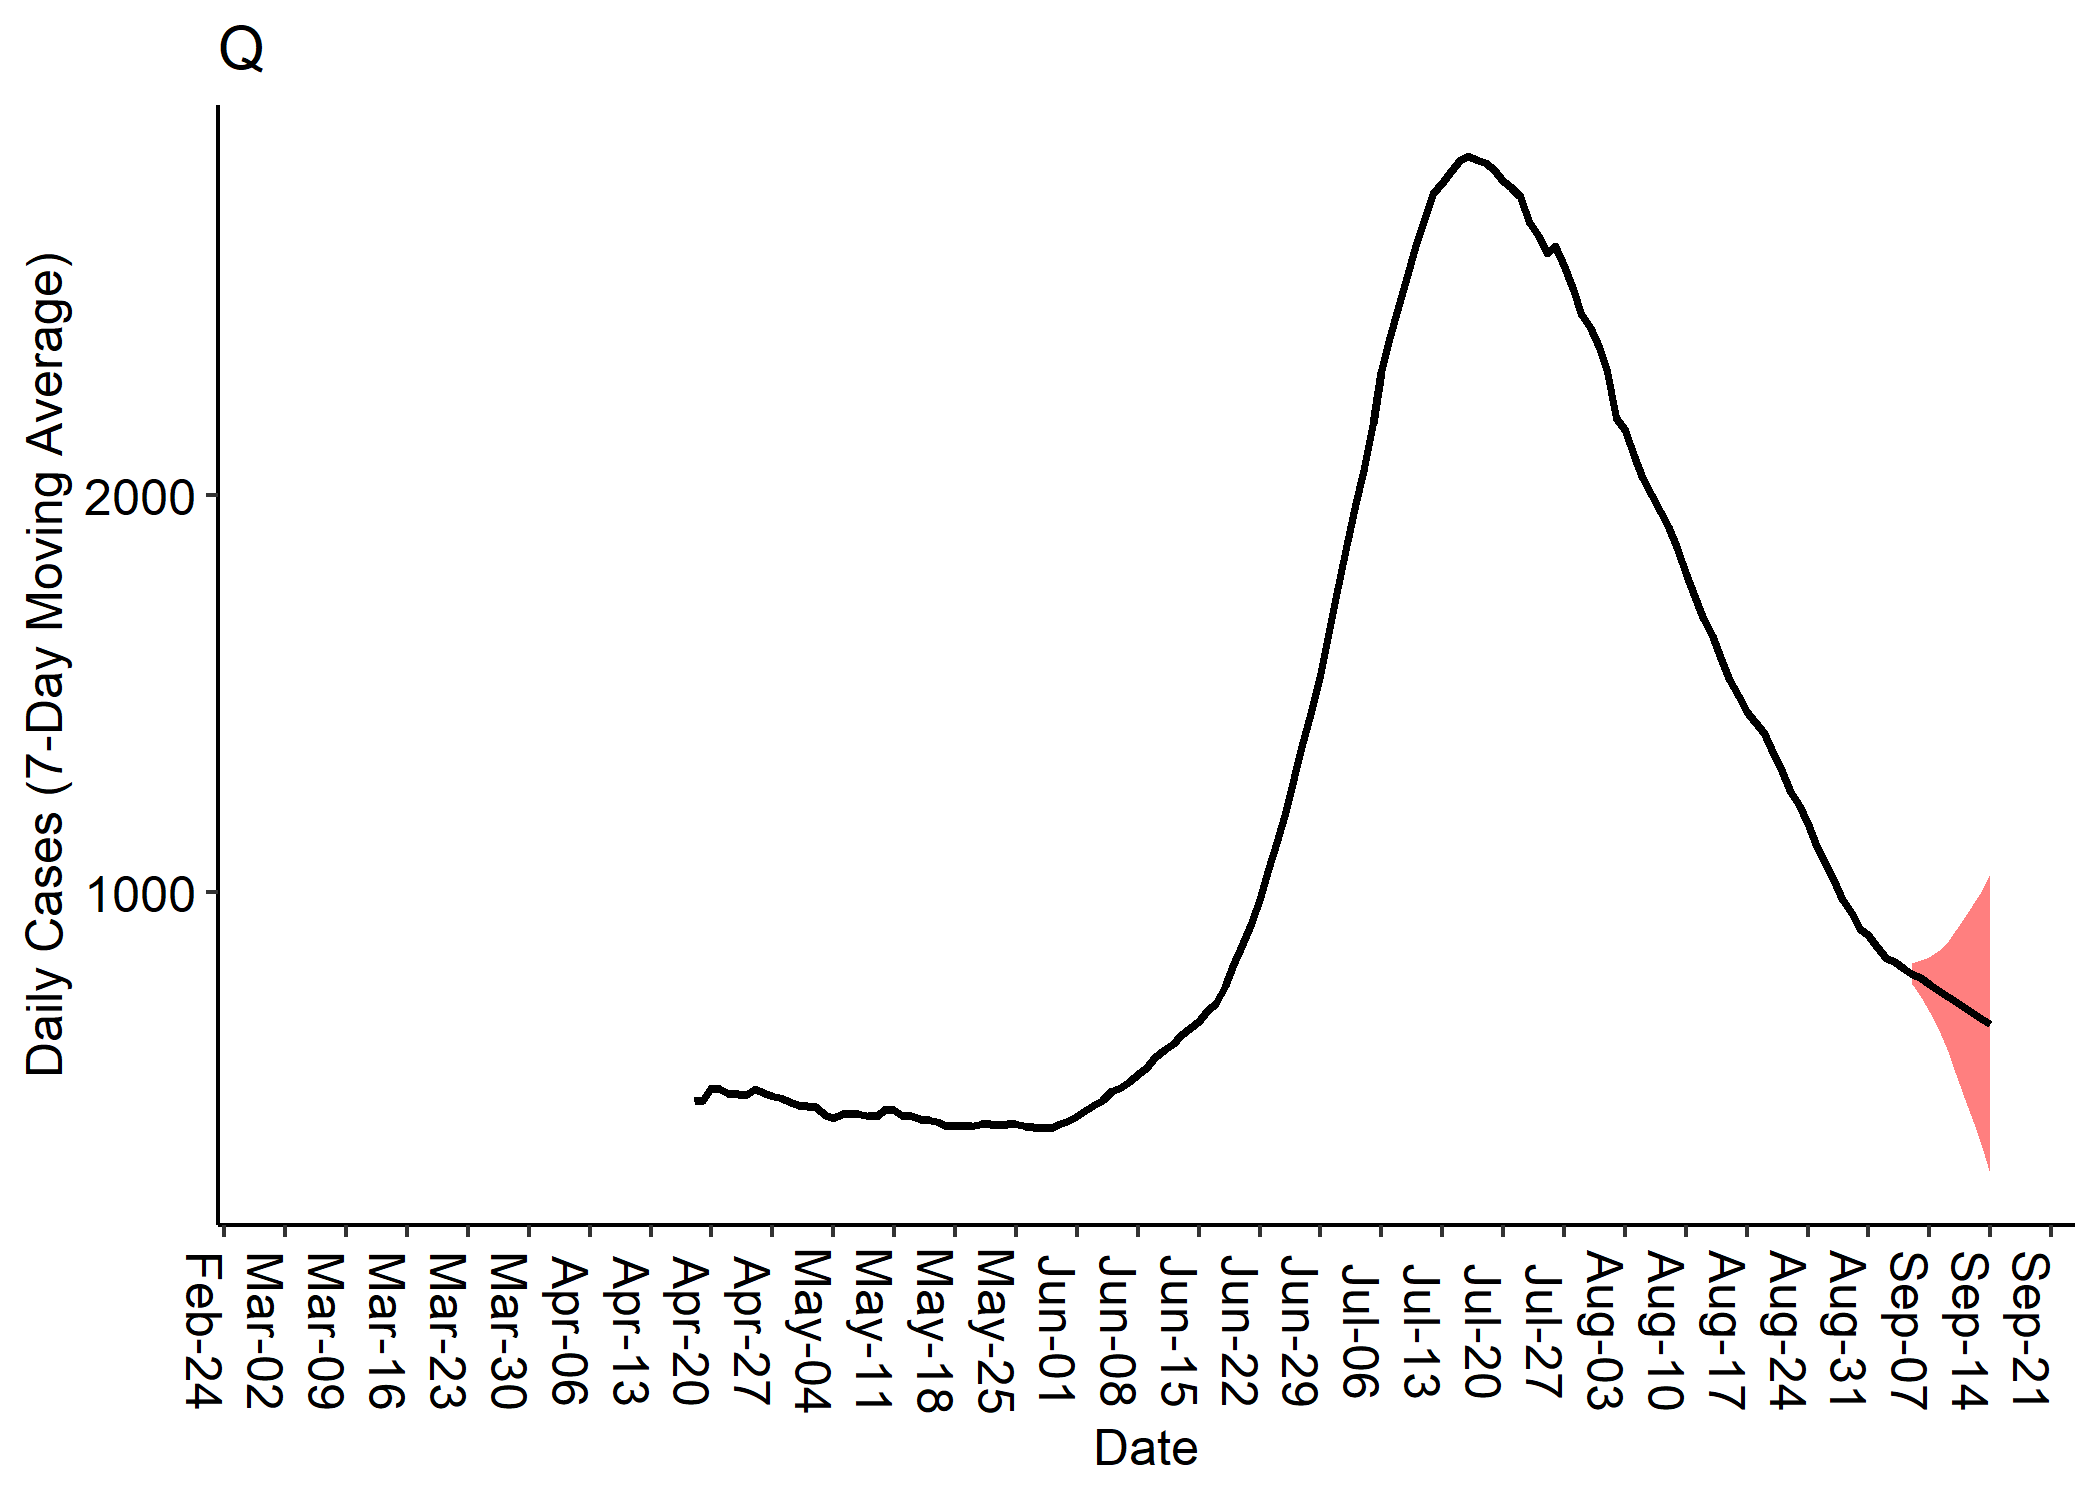 Q
Daily Cases (7-Day Moving Average)
2000
1000
Feb-24
Mar-02
Mar-09
Mar-16
Mar-23
Mar-30
Apr-06
Apr-13
Apr-20
Apr-27
May-04
May-11
May-18
May-25
Jun-01
Jun-08
Jun-15
Jun-22
Jun-29
Jul-06
Jul-13
Jul-20
Jul-27
Aug-03
Aug-10
Aug-17
Aug-24
Aug-31
Sep-07
Sep-14
Sep-21
Date